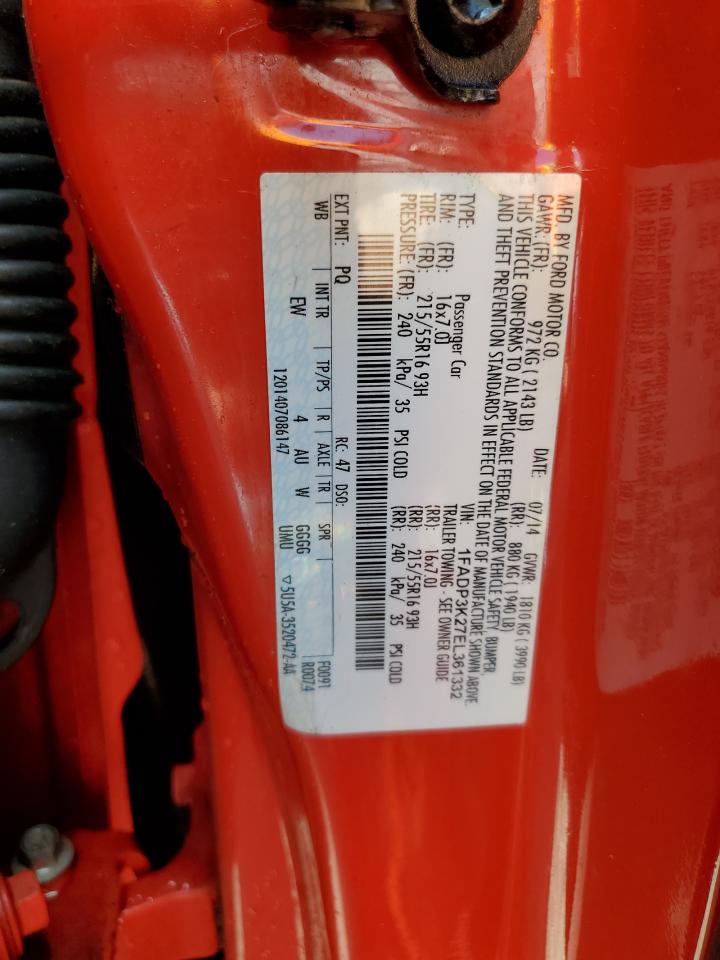 MFD. BY FORD MOTOR CO. DATE: 07/14 GVWR: 1810 KG ( 3990 LB)
GAWR: (FR): 972 KG ( 2143 LB) (RR): 880 KG ( 1940 LB)
THIS VEHICLE CONFORMS TO ALL APPLICABLE FEDERAL MOTOR VEHICLE SAFETY, BUMPER,
AND THEFT PREVENTION STANDARDS IN EFFECT ON THE DATE OF MANUFACTURE SHOWN ABOVE.
VIN: 1FADP3K27EL361332
TYPE: Passenger Car TRAILER TOWING - SEE OWNER GUIDE
RIM: (FR): 16x7.0J (RR): 16x7.0J
TIRE: (FR): 215/55R16 93H (RR): 215/55R16 93H
PRESSURE: (FR): 240 kPa/ 35 PSI COLD (RR): 240 kPa/ 35 PSI COLD
EXT PNT: PQ RC: 47 DSO: F0091
WB INT TR TP/PS R AXLE TR SPR R0074
EW 4 AU W GGGG
1201407086147 UMU ▽5U5A-3520472-AA